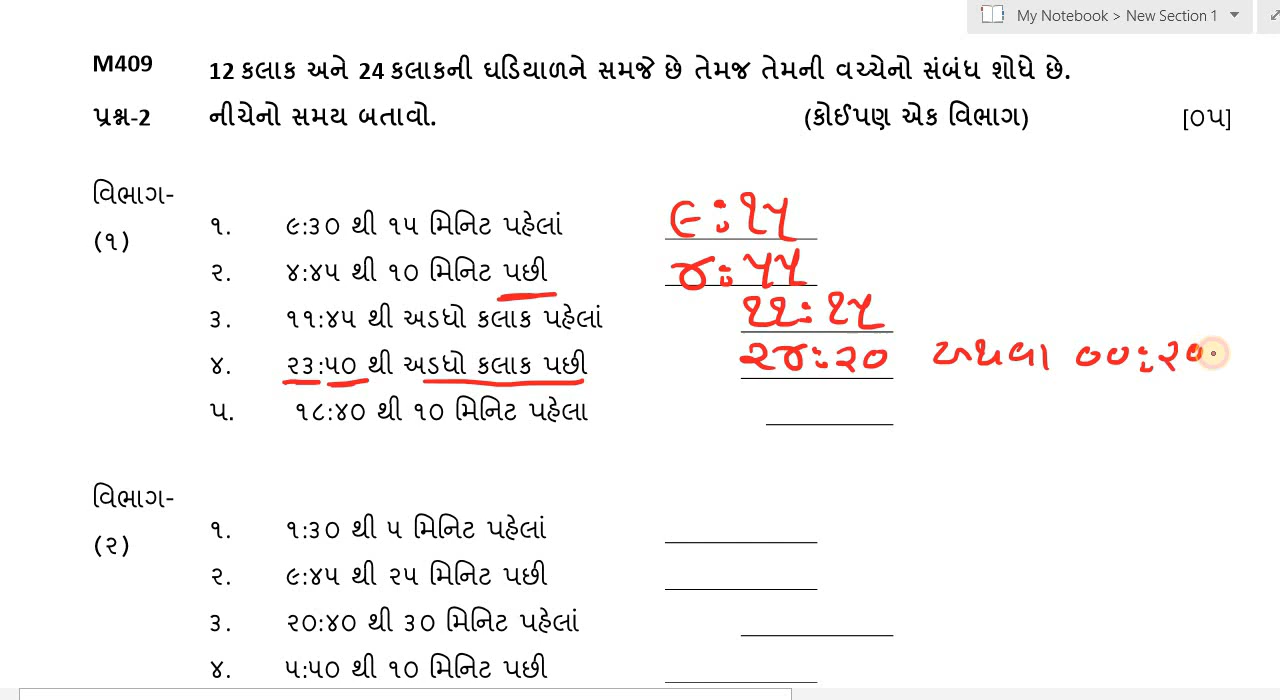 My Notebook > New Section 1
M409 12 કલાક અને 24 કલાકની ઘડિયાળને સમજે છે તેમજ તેમની વચ્ચેનો સંબંધ શોધે છે.
પ્રશ્ન-2 નીચેનો સમય બતાવો. (કોઈપણ એક વિભાગ) [૦૫]
વિભાગ-
(૧)
૧. ૯:૩૦ થી ૧૫ મિનિટ પહેલાં ૯:૧૫
૨. ૪:૪૫ થી ૧૦ મિનિટ પછી ૪:૫૫
૩. ૧૧:૪૫ થી અડધો કલાક પહેલાં ૧૧:૧૫
૪. ૨૩:૫૦ થી અડધો કલાક પછી ૨૪:૨૦ અથવા ૦૦:૨૦
૫. ૧૮:૪૦ થી ૧૦ મિનિટ પહેલા
વિભાગ-
(૨)
૧. ૧:૩૦ થી ૫ મિનિટ પહેલાં
૨. ૯:૪૫ થી ૨૫ મિનિટ પછી
૩. ૨૦:૪૦ થી ૩૦ મિનિટ પહેલાં
૪. ૫:૫૦ થી ૧૦ મિનિટ પછી